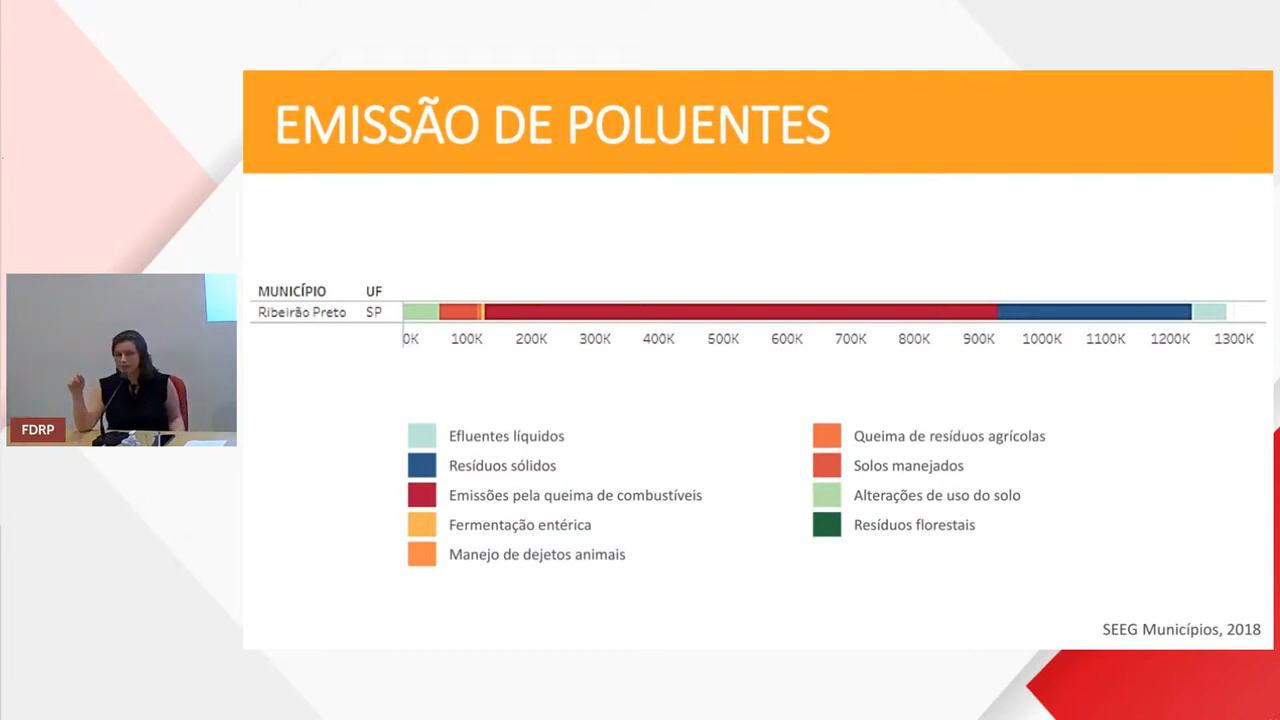 EMISSÃO DE POLUENTES
MUNICÍPIO UF
Ribeirão Preto SP
0K 100K 200K 300K 400K 500K 600K 700K 800K 900K 1000K 1100K 1200K 1300K
FDRP
Efluentes líquidos
Resíduos sólidos
Emissões pela queima de combustíveis
Fermentação entérica
Manejo de dejetos animais
Queima de resíduos agrícolas
Solos manejados
Alterações de uso do solo
Resíduos florestais
SEEG Municípios, 2018